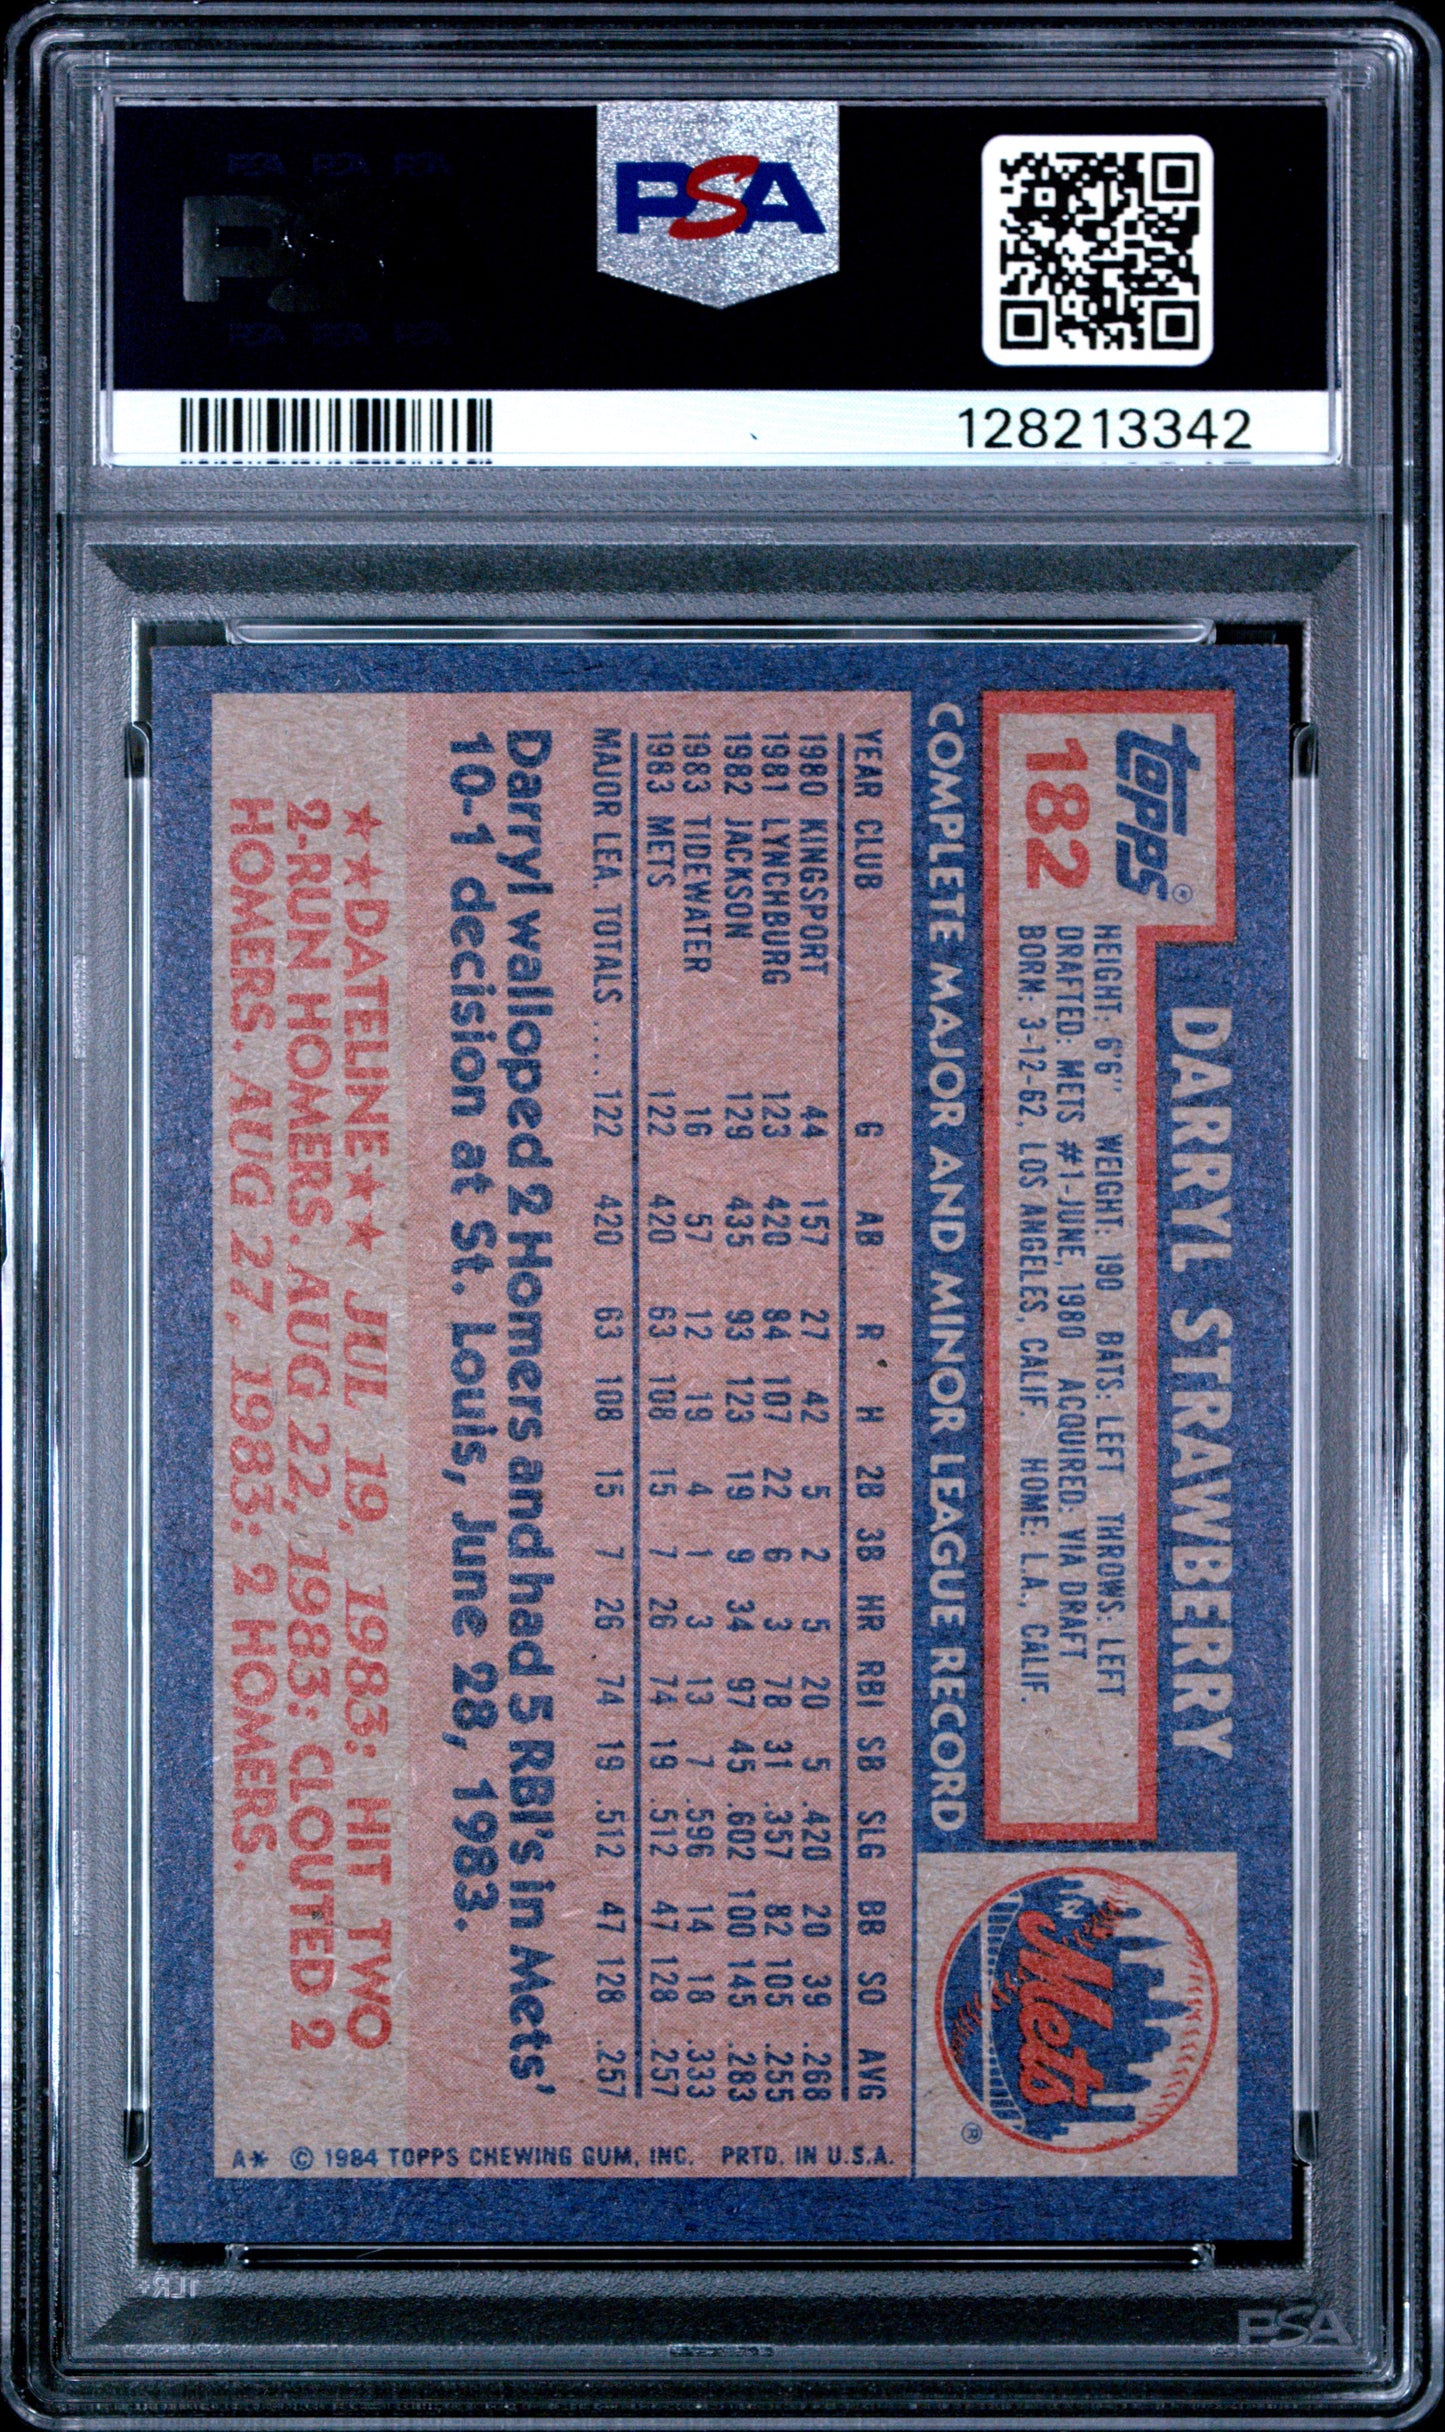 PSA
PSA PSA PSA
PSA PSA PSA
128213342
topps®
182
DARRYL STRAWBERRY
HEIGHT: 6'6" WEIGHT: 190 BATS: LEFT THROWS: LEFT
DRAFTED: METS #1-JUNE, 1980 ACQUIRED: VIA DRAFT
BORN: 3-12-62, LOS ANGELES, CALIF. HOME: L.A., CALIF.
COMPLETE MAJOR AND MINOR LEAGUE RECORD
NY
Mets
®
YEAR CLUB G AB R H 2B 3B HR RBI SB SLG BB SO AVG
1980 KINGSPORT 44 157 27 42 5 2 5 20 5 .420 20 39 .268
1981 LYNCHBURG 123 420 84 107 22 6 3 78 31 .357 82 105 .255
1982 JACKSON 129 435 93 123 19 9 34 97 45 .602 100 145 .283
1983 TIDEWATER 16 57 12 19 4 1 3 13 7 .596 14 18 .333
1983 METS 122 420 63 108 15 7 26 74 19 .512 47 128 .257
MAJOR LEA. TOTALS .... 122 420 63 108 15 7 26 74 19 .512 47 128 .257
Darryl walloped 2 Homers and had 5 RBI's in Mets'
10-1 decision at St. Louis, June 28, 1983.
★★DATELINE★★ JUL 19, 1983: HIT TWO
2-RUN HOMERS. AUG 22, 1983: CLOUTED 2
HOMERS. AUG 27, 1983: 2 HOMERS.
A* © 1984 TOPPS CHEWING GUM, INC. PRTD. IN U.S.A.
PSA